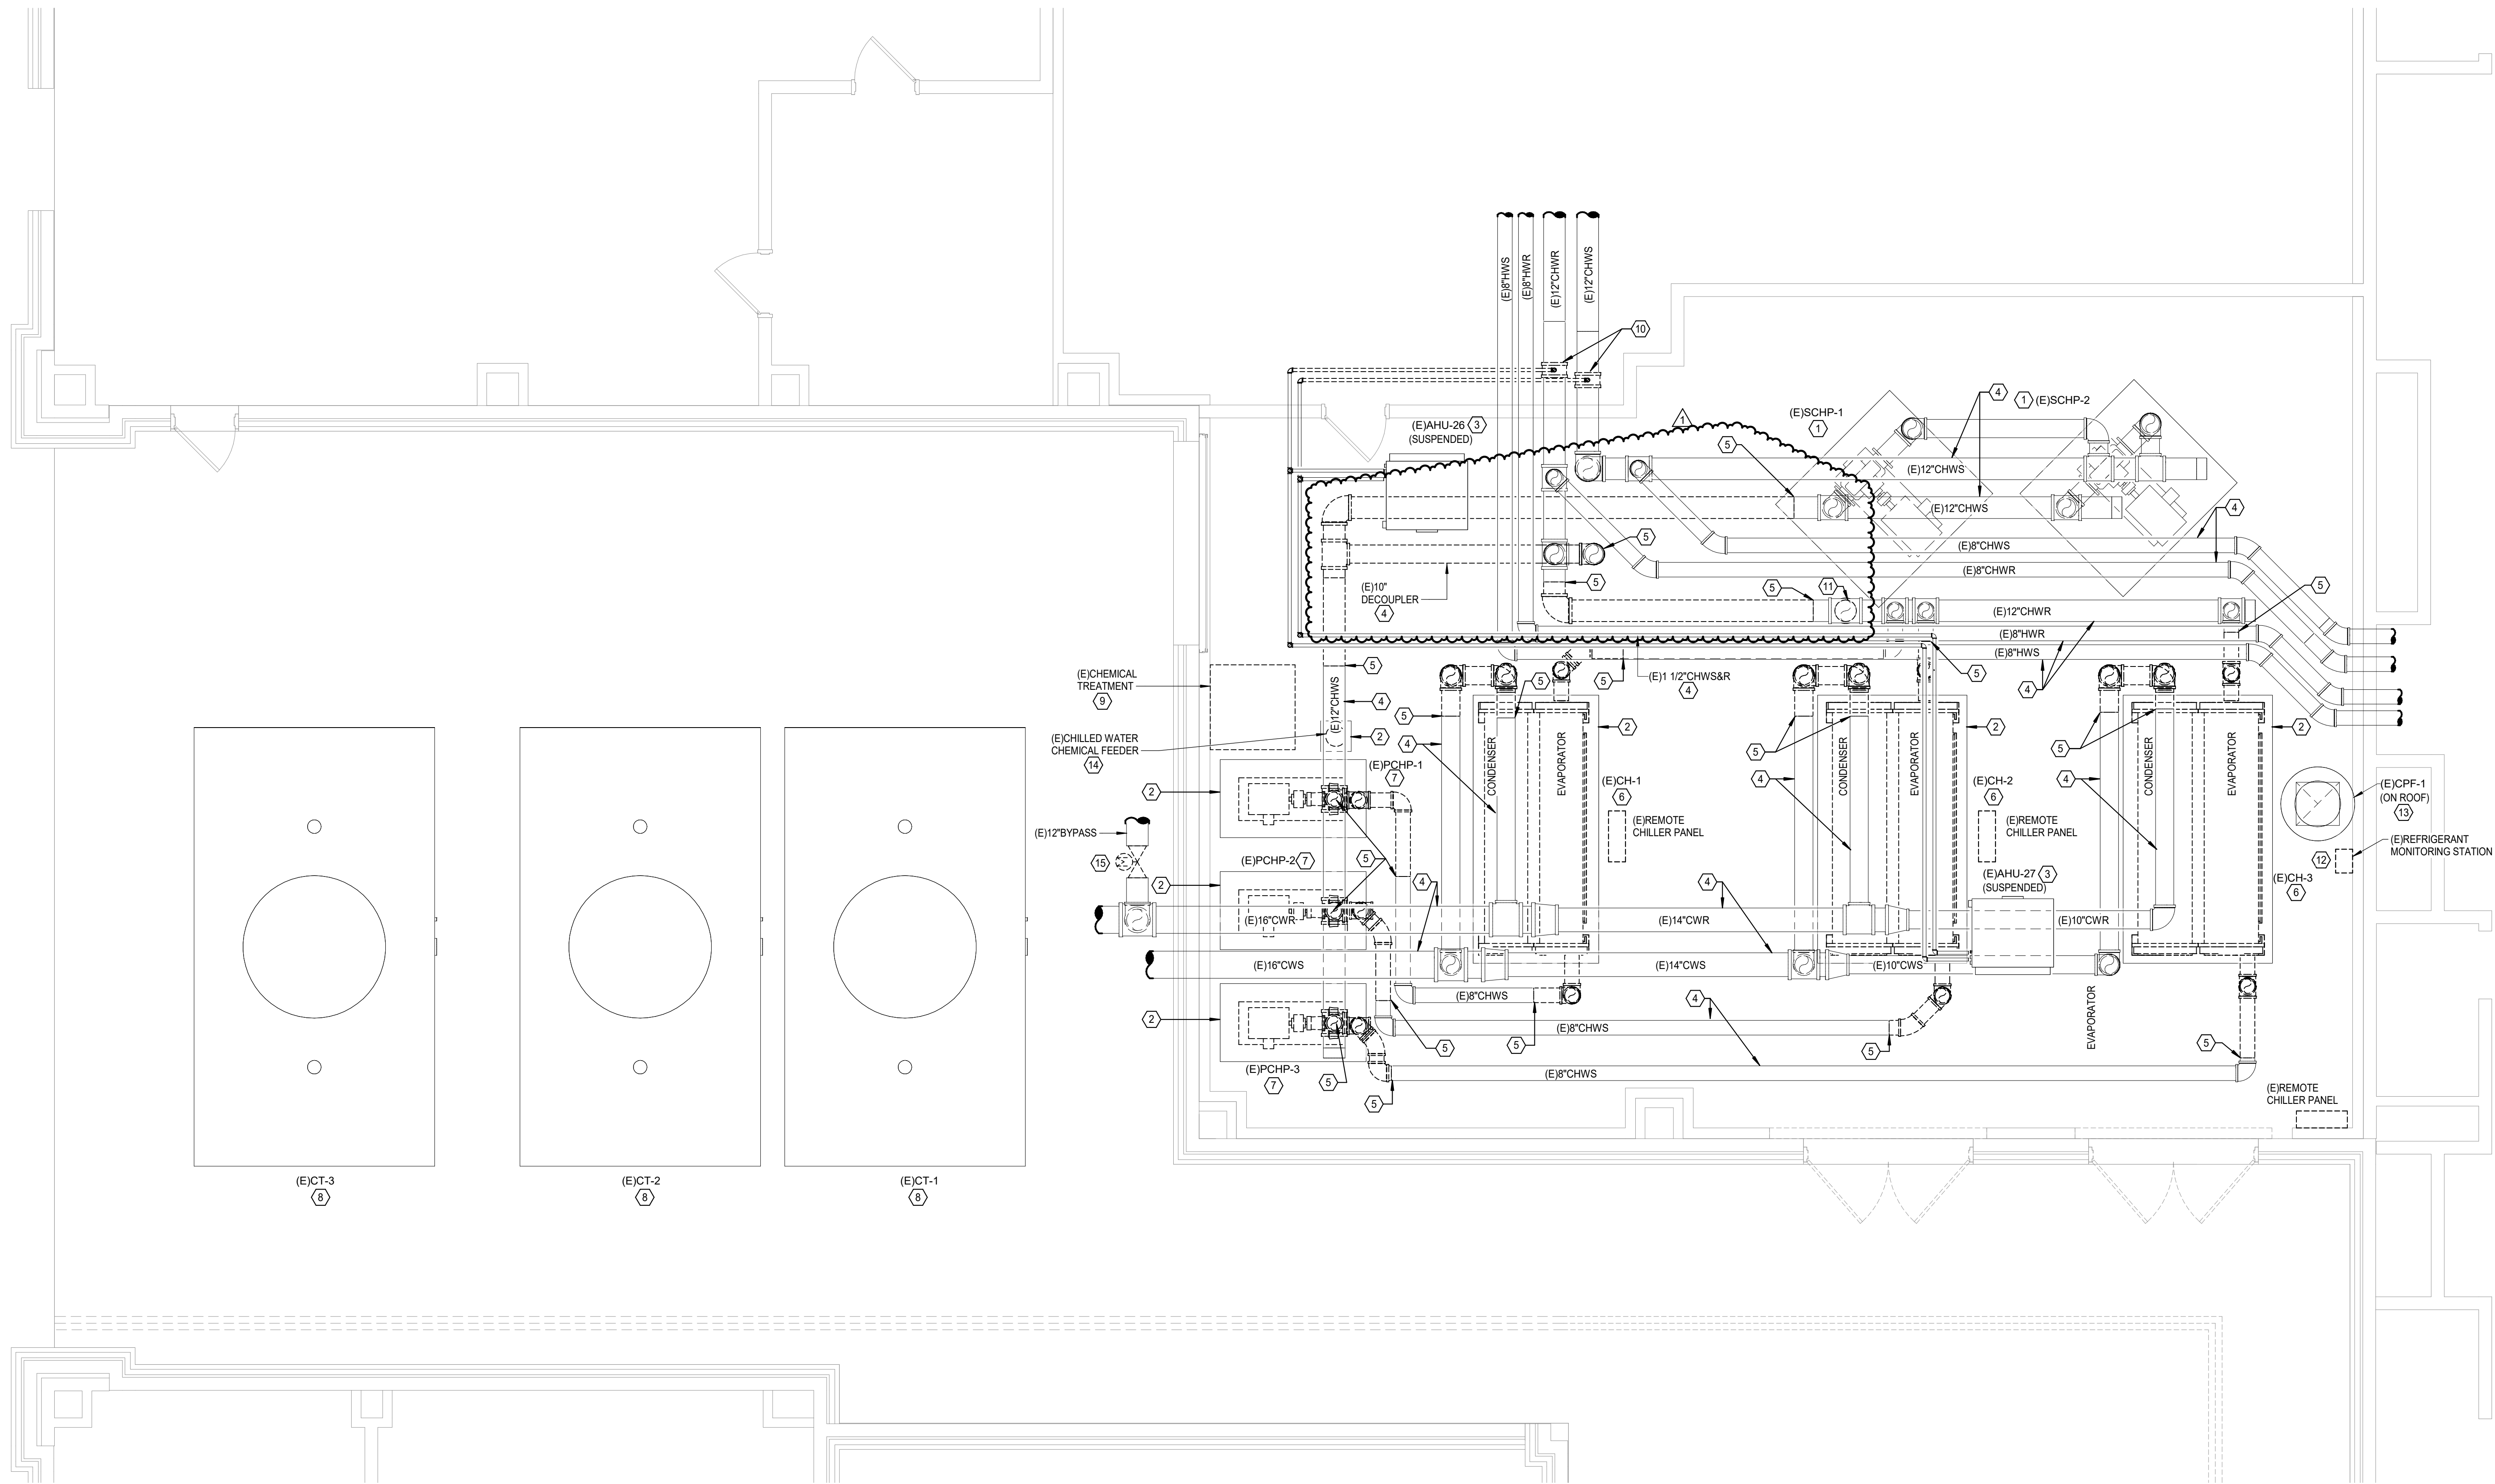 (E)8"HWS
(E)8"HWR
(E)12"CHWR
(E)12"CHWS
10
4
1
(E)SCHP-2
(E)SCHP-1
1
1
(E)AHU-26
3
(SUSPENDED)
5
(E)12"CHWS
(E)12"CHWS
4
5
(E)8"CHWS
(E)8"CHWR
(E)10"
DECOUPLER
4
5
5
11
5
(E)12"CHWR
(E)8"HWR
(E)8"HWS
(E)CHEMICAL
TREATMENT
9
5
(E)12"CHWS
4
5
5
(E)1 1/2"CHWS&R
4
5
4
(E)CHILLED WATER
CHEMICAL FEEDER
14
2
5
4
CONDENSER
EVAPORATOR
2
5
4
CONDENSER
EVAPORATOR
2
5
4
CONDENSER
EVAPORATOR
2
(E)PCHP-1
7
2
(E)CH-1
6
(E)REMOTE
CHILLER PANEL
(E)CH-2
6
(E)REMOTE
CHILLER PANEL
(E)CPF-1
(ON ROOF)
13
(E)REFRIGERANT
MONITORING STATION
12
(E)12"BYPASS
15
(E)PCHP-2
7
5
2
4
4
(E)AHU-27
3
(SUSPENDED)
(E)CH-3
6
(E)16"CWR
(E)14"CWR
(E)10"CWR
(E)16"CWS
(E)14"CWS
(E)10"CWS
(E)8"CHWS
4
EVAPORATOR
2
(E)8"CHWS
5
5
5
5
(E)PCHP-3
7
5
(E)8"CHWS
5
(E)REMOTE
CHILLER PANEL
(E)CT-3
8
(E)CT-2
8
(E)CT-1
8